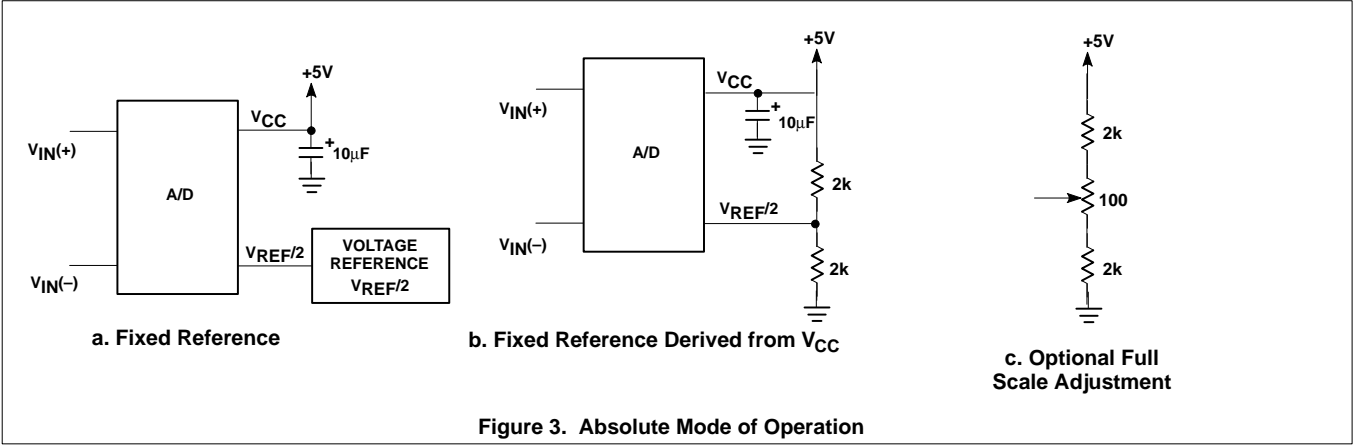 +5V
VCC
VIN(+)
+
10μF
A/D
VREF/2
VIN(–)
VOLTAGE
REFERENCE
VREF/2
a. Fixed Reference
+5V
VCC
VIN(+)
+
10μF
A/D
2k
VREF/2
VIN(–)
2k
b. Fixed Reference Derived from VCC
+5V
2k
100
2k
c. Optional Full
Scale Adjustment
Figure 3. Absolute Mode of Operation